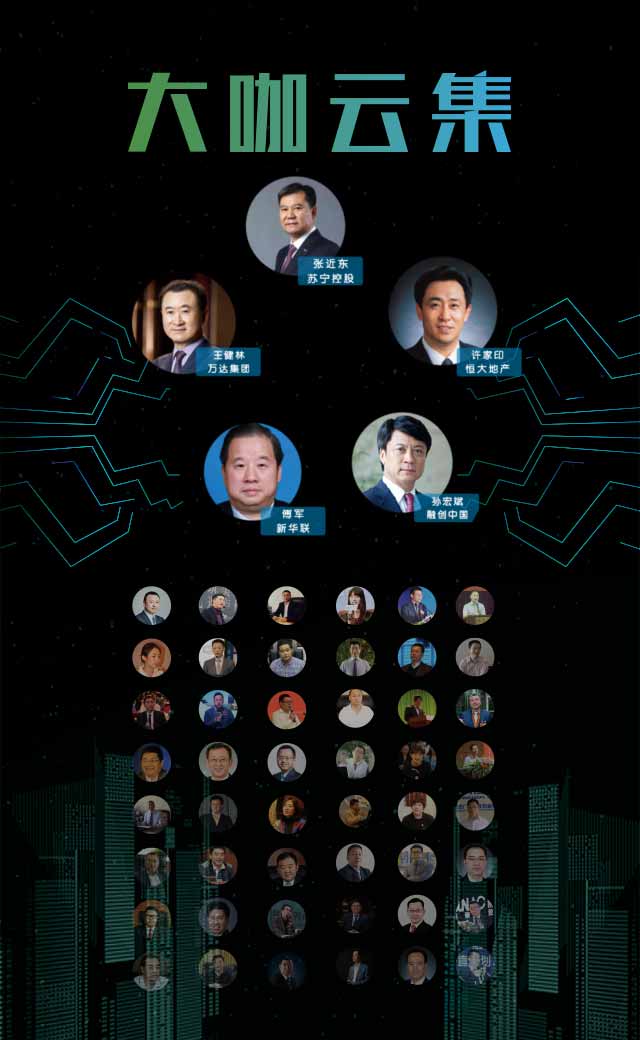 大咖云集
张近东
苏宁控股
王健林
万达集团
许家印
恒大地产
傅军
新华联
孙宏斌
融创中国